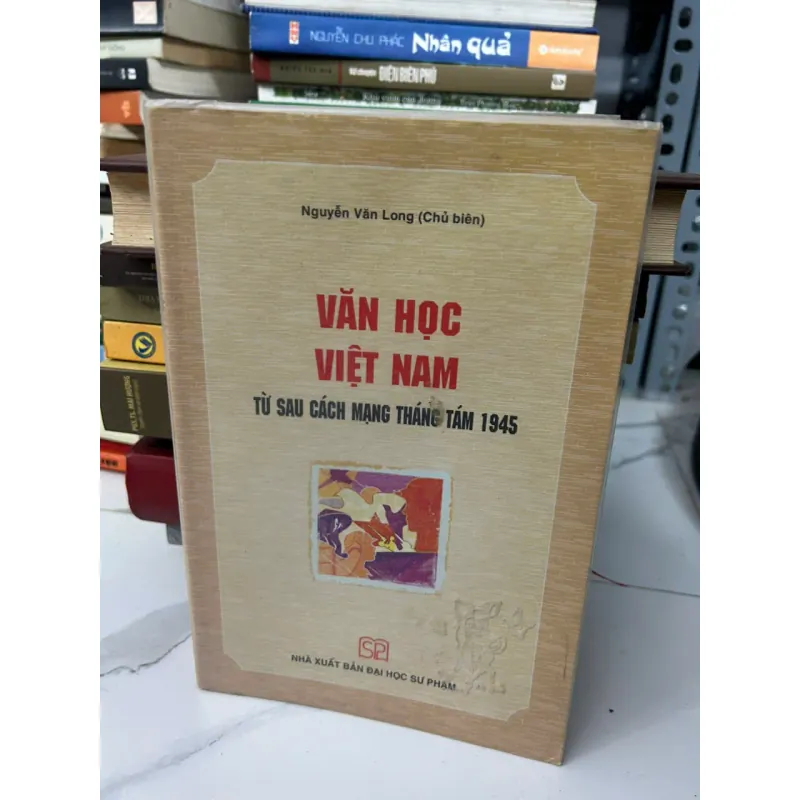 NGUYỄN CHU PHÁC Nhân quả
ĐIỆN BIÊN PHỦ
Nguyễn Văn Long (Chủ biên)
VĂN HỌC
VIỆT NAM
TỪ SAU CÁCH MẠNG THÁNG TÁM 1945
NHÀ XUẤT BẢN ĐẠI HỌC SƯ PHẠM